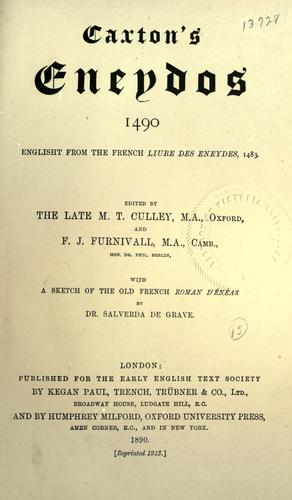 13728
Caxton's
Eneydos
1490
ENGLISHT FROM THE FRENCH LIURE DES ENEYDES, 1483.
EDITED BY
THE LATE M. T. CULLEY, M.A., OXFORD,
AND
F. J. FURNIVALL, M.A., CAMB.,
HON. DR. PHIL. BERLIN,
WITH
A SKETCH OF THE OLD FRENCH ROMAN D'ÉNÉAS
BY
DR. SALVERDA DE GRAVE.
15
LONDON:
PUBLISHED FOR THE EARLY ENGLISH TEXT SOCIETY
BY KEGAN PAUL, TRENCH, TRÜBNER & CO., LTD.,
BROADWAY HOUSE, LUDGATE HILL, E.C.
AND BY HUMPHREY MILFORD, OXFORD UNIVERSITY PRESS,
AMEN CORNER, E.C., AND IN NEW YORK.
1890.
[Reprinted 1913.]